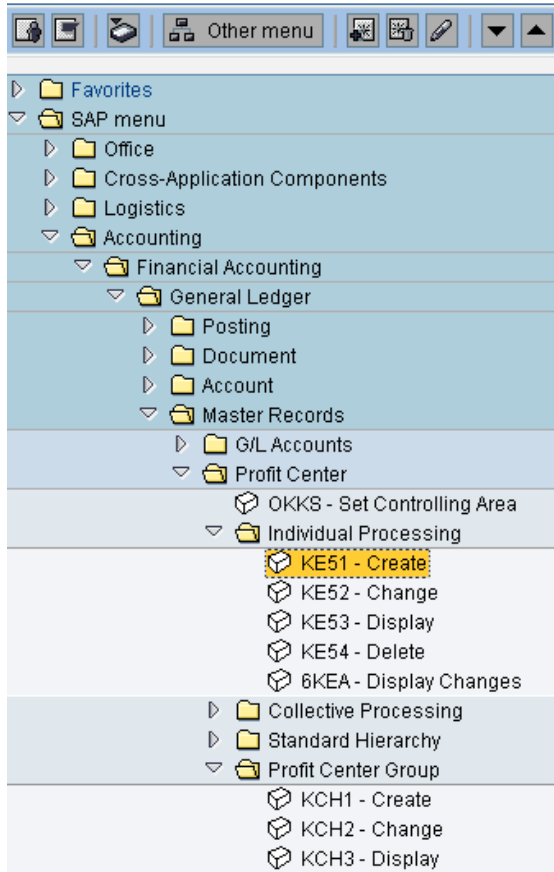 Other menu
Favorites
SAP menu
Office
Cross-Application Components
Logistics
Accounting
Financial Accounting
General Ledger
Posting
Document
Account
Master Records
G/L Accounts
Profit Center
OKKS - Set Controlling Area
Individual Processing
KE51 - Create
KE52 - Change
KE53 - Display
KE54 - Delete
6KEA - Display Changes
Collective Processing
Standard Hierarchy
Profit Center Group
KCH1 - Create
KCH2 - Change
KCH3 - Display